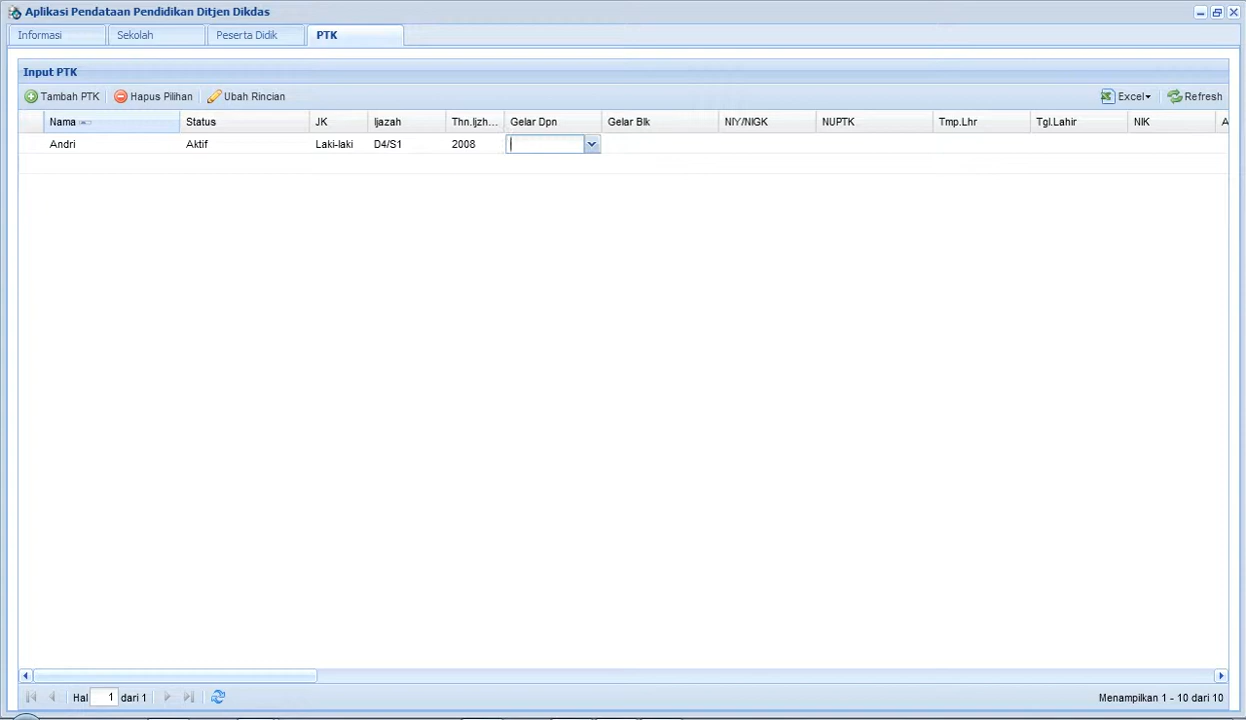 Aplikasi Pendataan Pendidikan Ditjen Dikdas
Informasi Sekolah Peserta Didik PTK
Input PTK
Tambah PTK Hapus Pilihan Ubah Rincian Excel Refresh
Nama Status JK Ijazah Thn.Ijzh... Gelar Dpn Gelar Blk NIY/NIGK NUPTK Tmp.Lhr Tgl.Lahir NIK A
Andri Aktif Laki-laki D4/S1 2008
Hal 1 dari 1 Menampilkan 1 - 10 dari 10